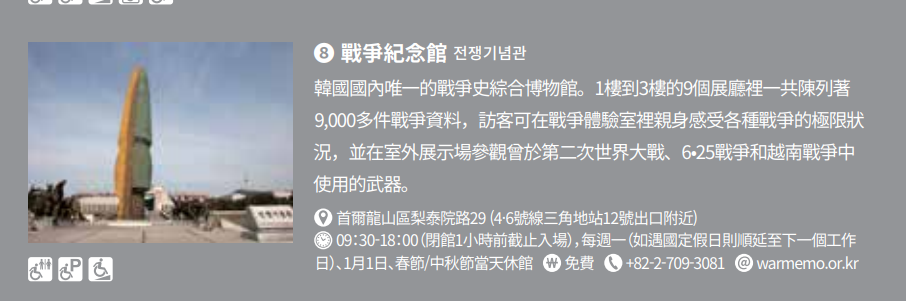 8 戰爭紀念館 전쟁기념관
韓國國內唯一的戰爭史綜合博物館。1樓到3樓的9個展廳裡一共陳列著
9,000多件戰爭資料，訪客可在戰爭體驗室裡親身感受各種戰爭的極限狀
況，並在室外展示場參觀曾於第二次世界大戰、6•25戰爭和越南戰爭中
使用的武器。
首爾龍山區梨泰院路29 (4·6號線三角地站12號出口附近)
09:30-18:00 (閉館1小時前截止入場), 每週一 (如遇國定假日則順延至下一個工作
日)、1月1日、春節/中秋節當天休館 ₩ 免費 +82-2-709-3081 @ warmemo.or.kr
P